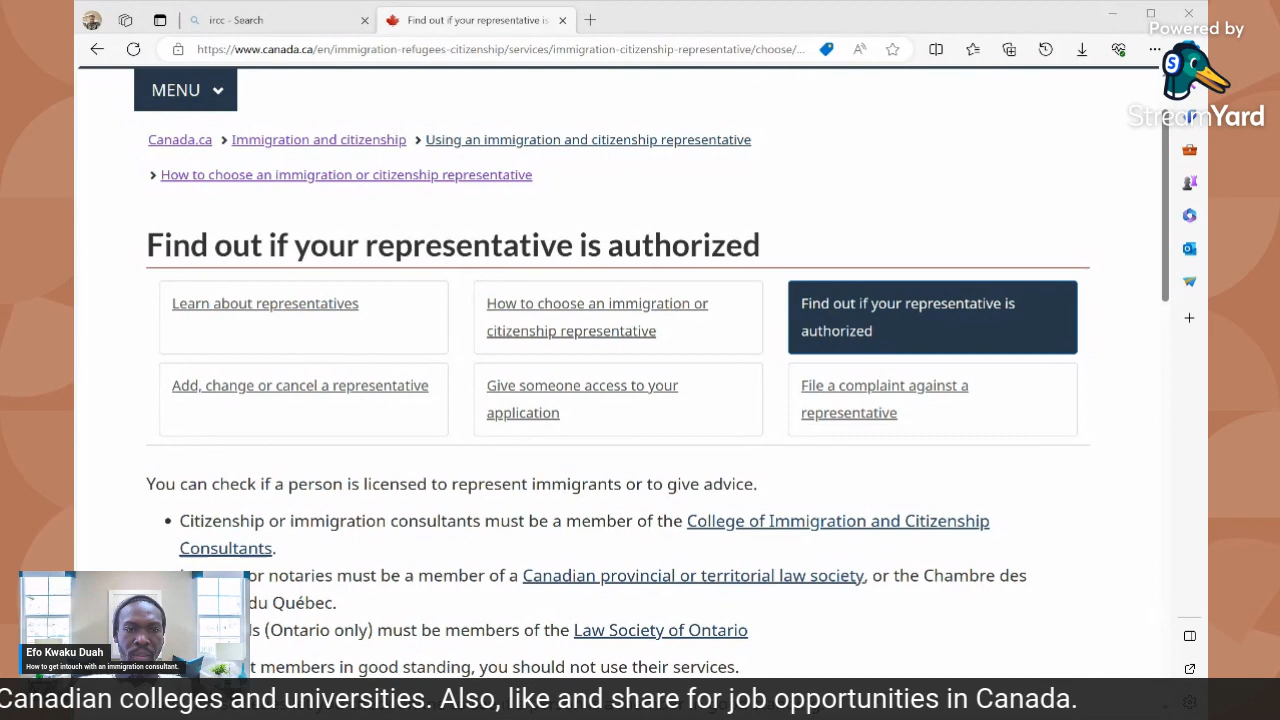 ircc - Search
Find out if your representative is
https://www.canada.ca/en/immigration-refugees-citizenship/services/immigration-citizenship-representative/choose/...
Powered by
StreamYard
MENU
Canada.ca > Immigration and citizenship > Using an immigration and citizenship representative
> How to choose an immigration or citizenship representative
Find out if your representative is authorized
Learn about representatives
How to choose an immigration or
citizenship representative
Find out if your representative is
authorized
Add, change or cancel a representative
Give someone access to your
application
File a complaint against a
representative
You can check if a person is licensed to represent immigrants or to give advice.
• Citizenship or immigration consultants must be a member of the College of Immigration and Citizenship
Consultants.
or notaries must be a member of a Canadian provincial or territorial law society, or the Chambre des
du Québec.
(Ontario only) must be members of the Law Society of Ontario
members in good standing, you should not use their services.
Efo Kwaku Duah
How to get intouch with an immigration consultant.
Canadian colleges and universities. Also, like and share for job opportunities in Canada.